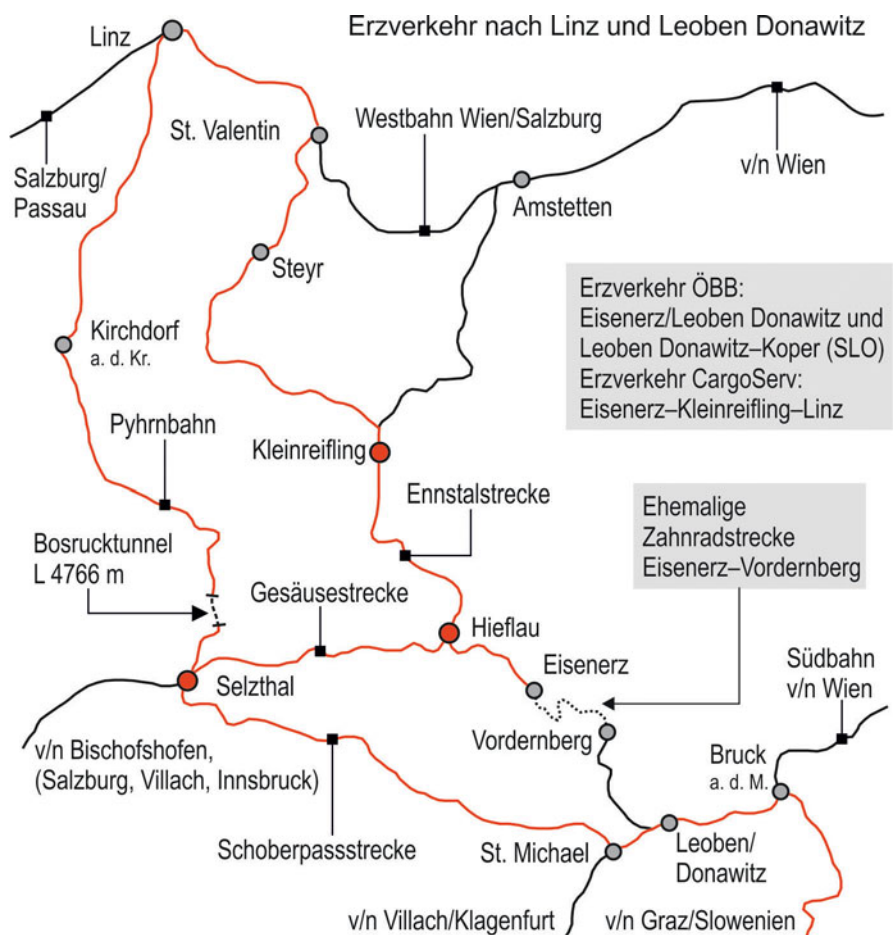 Erzverkehr nach Linz und Leoben Donawitz
Linz
St. Valentin
Westbahn Wien/Salzburg
v/n Wien
Salzburg/
Passau
Amstetten
Steyr
Erzverkehr ÖBB:
Eisenerz/Leoben Donawitz und
Leoben Donawitz–Koper (SLO)
Erzverkehr CargoServ:
Eisenerz–Kleinreifling–Linz
Kirchdorf
a. d. Kr.
Pyhrnbahn
Kleinreifling
Ennstalstrecke
Ehemalige
Zahnradstrecke
Eisenerz–Vordernberg
Bosrucktunnel
L 4766 m
Gesäusestrecke
Hieflau
Eisenerz
Südbahn
v/n Wien
Selzthal
Vordernberg
v/n Bischofshofen,
(Salzburg, Villach, Innsbruck)
Bruck
a. d. M.
Schoberpassstrecke
St. Michael
Leoben/
Donawitz
v/n Villach/Klagenfurt
v/n Graz/Slowenien